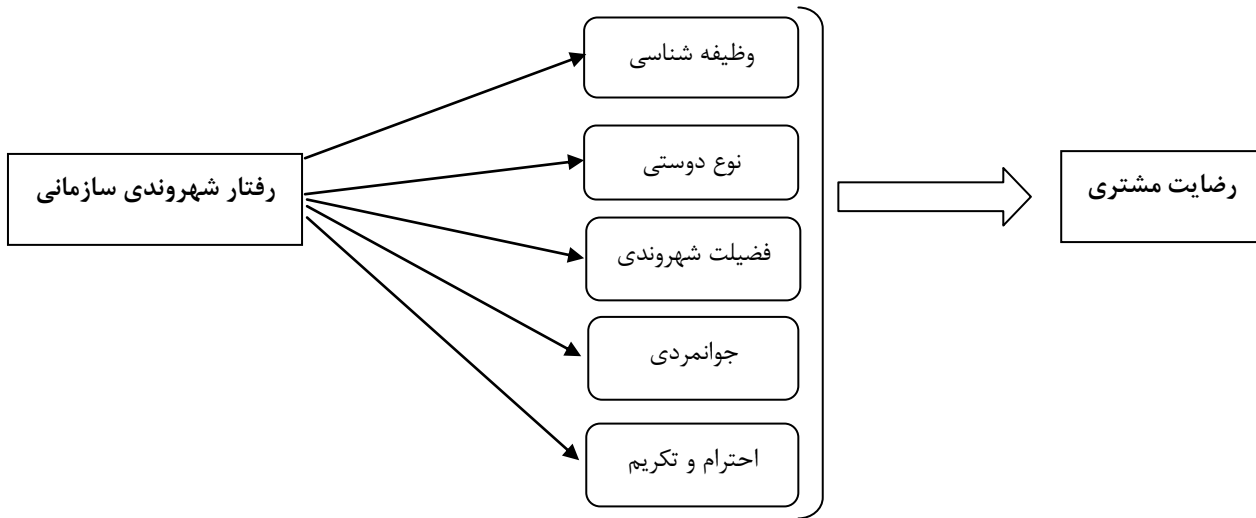 وظیفه شناسی
نوع دوستی
رفتار شهروندی سازمانی
رضایت مشتری
فضیلت شهروندی
جوانمردی
احترام و تکریم